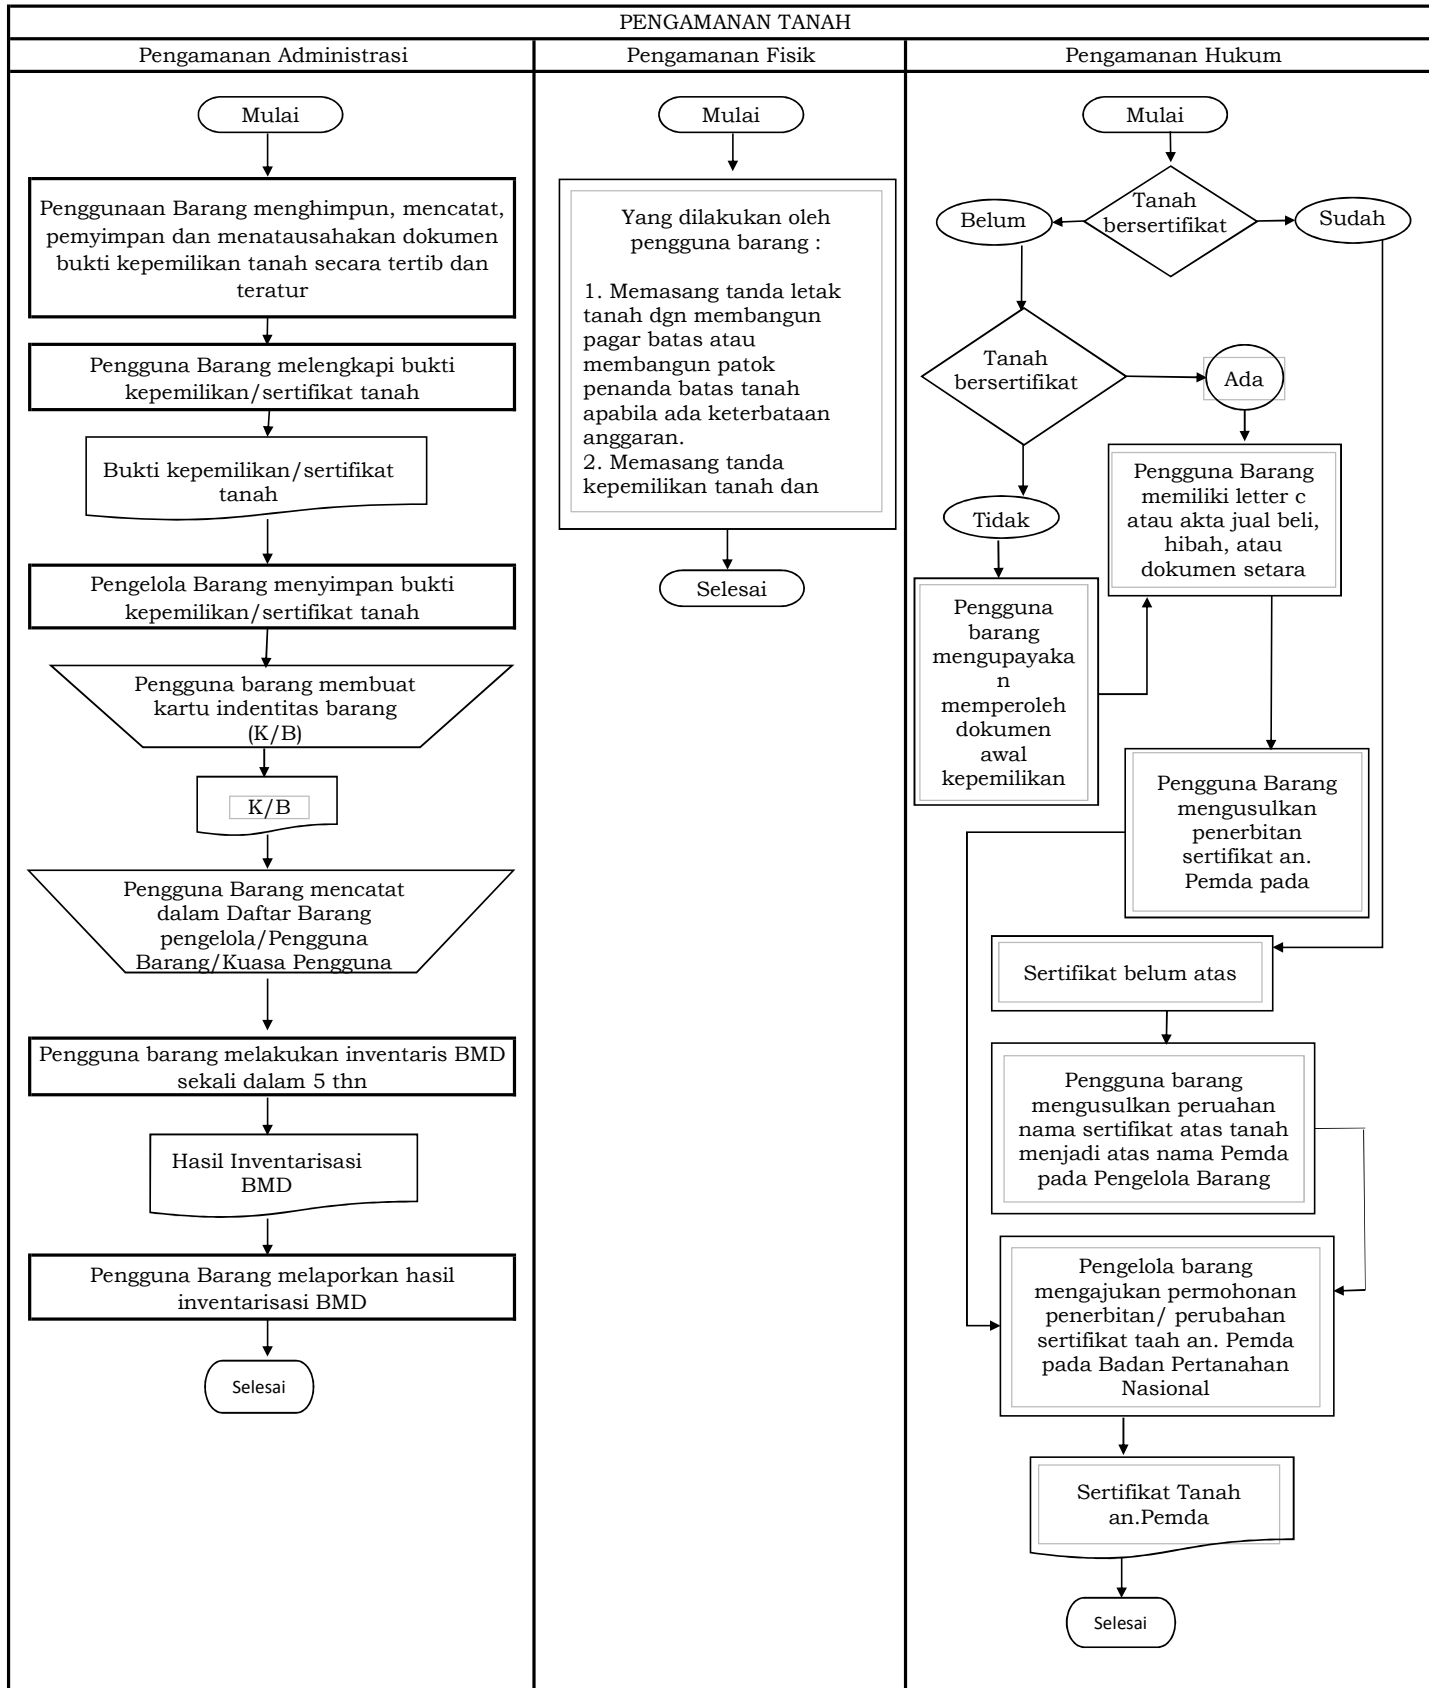 PENGAMANAN TANAH
Pengamanan Administrasi
Pengamanan Fisik
Pengamanan Hukum
Mulai
Penggunaan Barang menghimpun, mencatat,
pemyimpan dan menatausahakan dokumen
bukti kepemilikan tanah secara tertib dan
teratur
Pengguna Barang melengkapi bukti
kepemilikan/sertifikat tanah
Bukti kepemilikan/sertifikat
tanah
Pengelola Barang menyimpan bukti
kepemilikan/sertifikat tanah
Pengguna barang membuat
kartu indentitas barang
(K/B)
K/B
Pengguna Barang mencatat
dalam Daftar Barang
pengelola/Pengguna
Barang/Kuasa Pengguna
Pengguna barang melakukan inventaris BMD
sekali dalam 5 thn
Hasil Inventarisasi
BMD
Pengguna Barang melaporkan hasil
inventarisasi BMD
Selesai
Mulai
Yang dilakukan oleh
pengguna barang :
1. Memasang tanda letak
tanah dgn membangun
pagar batas atau
membangun patok
penanda batas tanah
apabila ada keterbataan
anggaran.
2. Memasang tanda
kepemilikan tanah dan
Selesai
Mulai
Tanah
bersertifikat
Belum
Sudah
Tanah
bersertifikat
Ada
Tidak
Pengguna Barang
memiliki letter c
atau akta jual beli,
hibah, atau
dokumen setara
Pengguna
barang
mengupayaka
n
memperoleh
dokumen
awal
kepemilikan
Pengguna Barang
mengusulkan
penerbitan
sertifikat an.
Pemda pada
Sertifikat belum atas
Pengguna barang
mengusulkan peruahan
nama sertifikat atas tanah
menjadi atas nama Pemda
pada Pengelola Barang
Pengelola barang
mengajukan permohonan
penerbitan/ perubahan
sertifikat taah an. Pemda
pada Badan Pertanahan
Nasional
Sertifikat Tanah
an.Pemda
Selesai